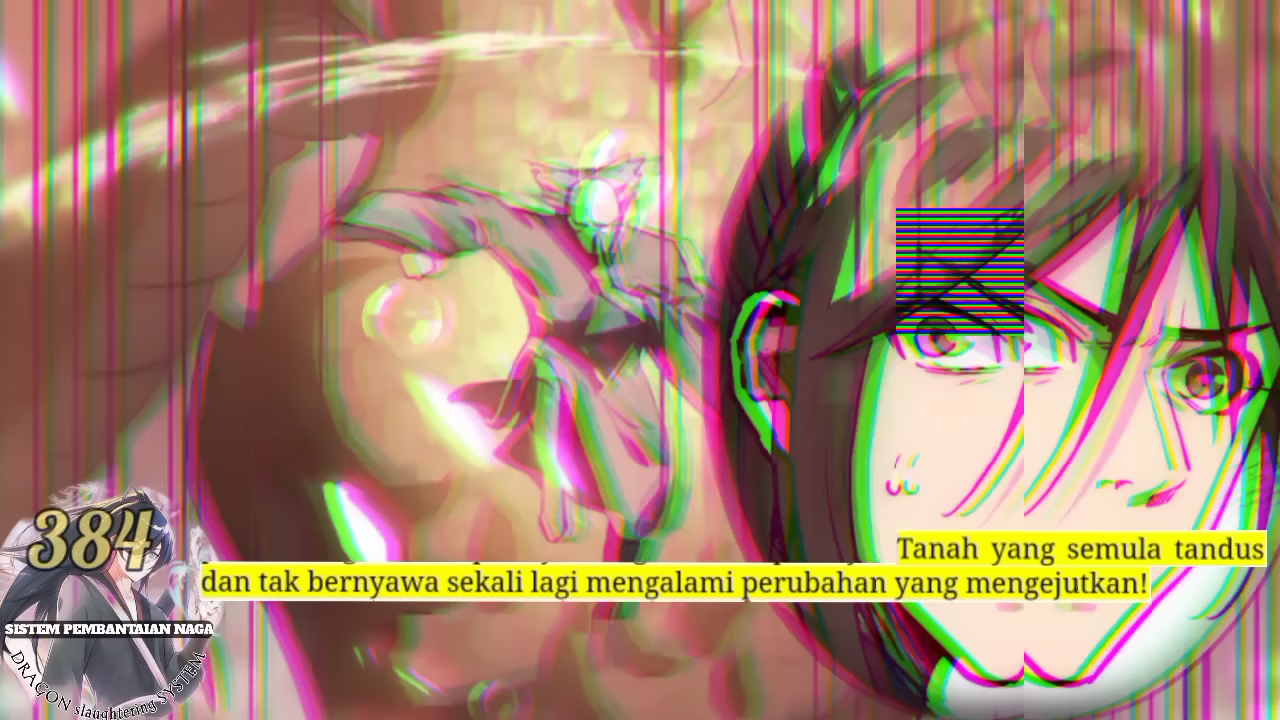 384
Tanah yang semula tandus
dan tak bernyawa sekali lagi mengalami perubahan yang mengejutkan!
SISTEM PEMBANTAIAN NAGA
DRAGON slaughtering SYSTEM